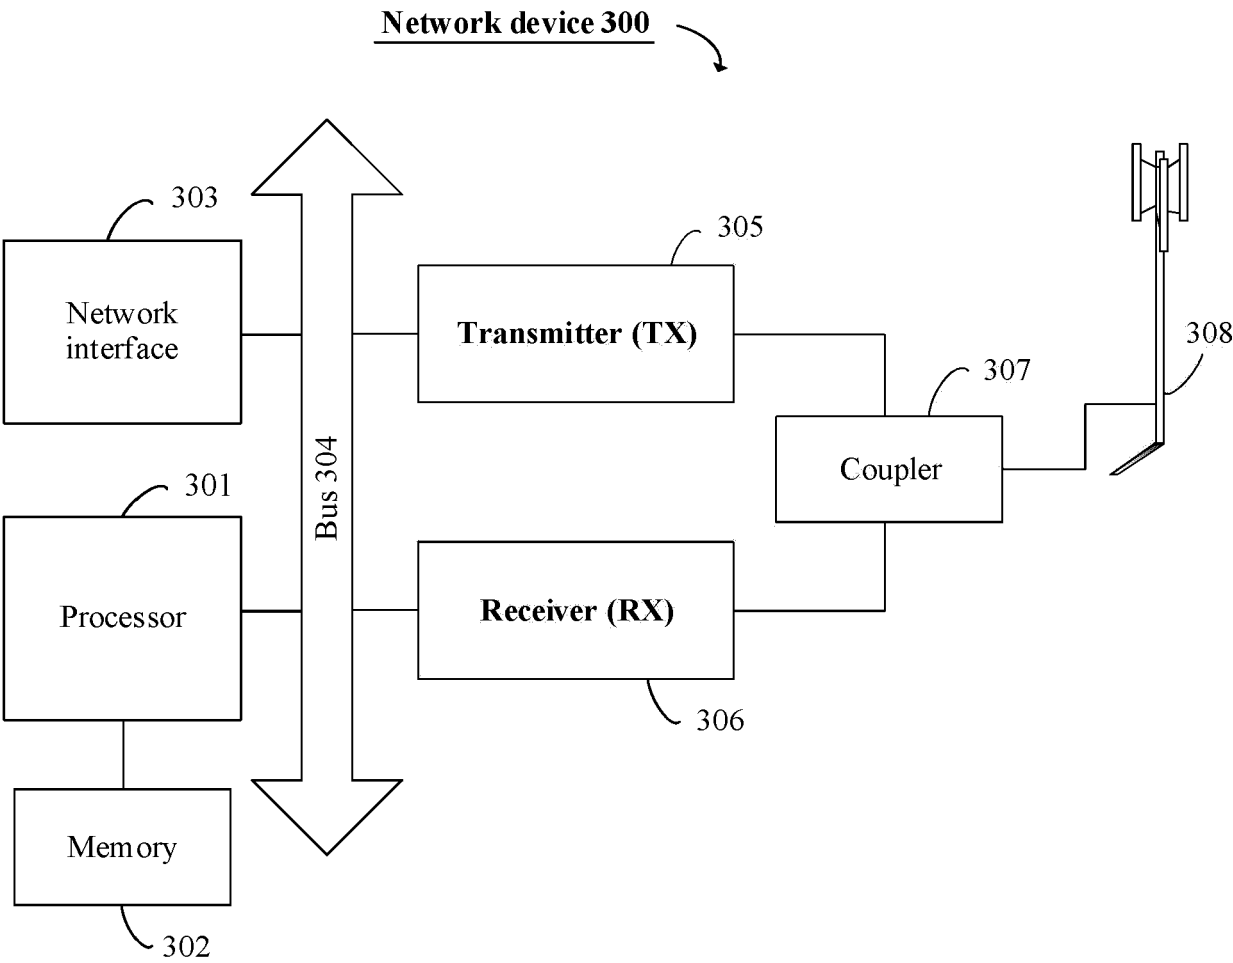 Network device 300
303
Network
interface
305
Transmitter (TX)
308
307
Coupler
Bus 304
301
Processor
Receiver (RX)
306
Memory
302